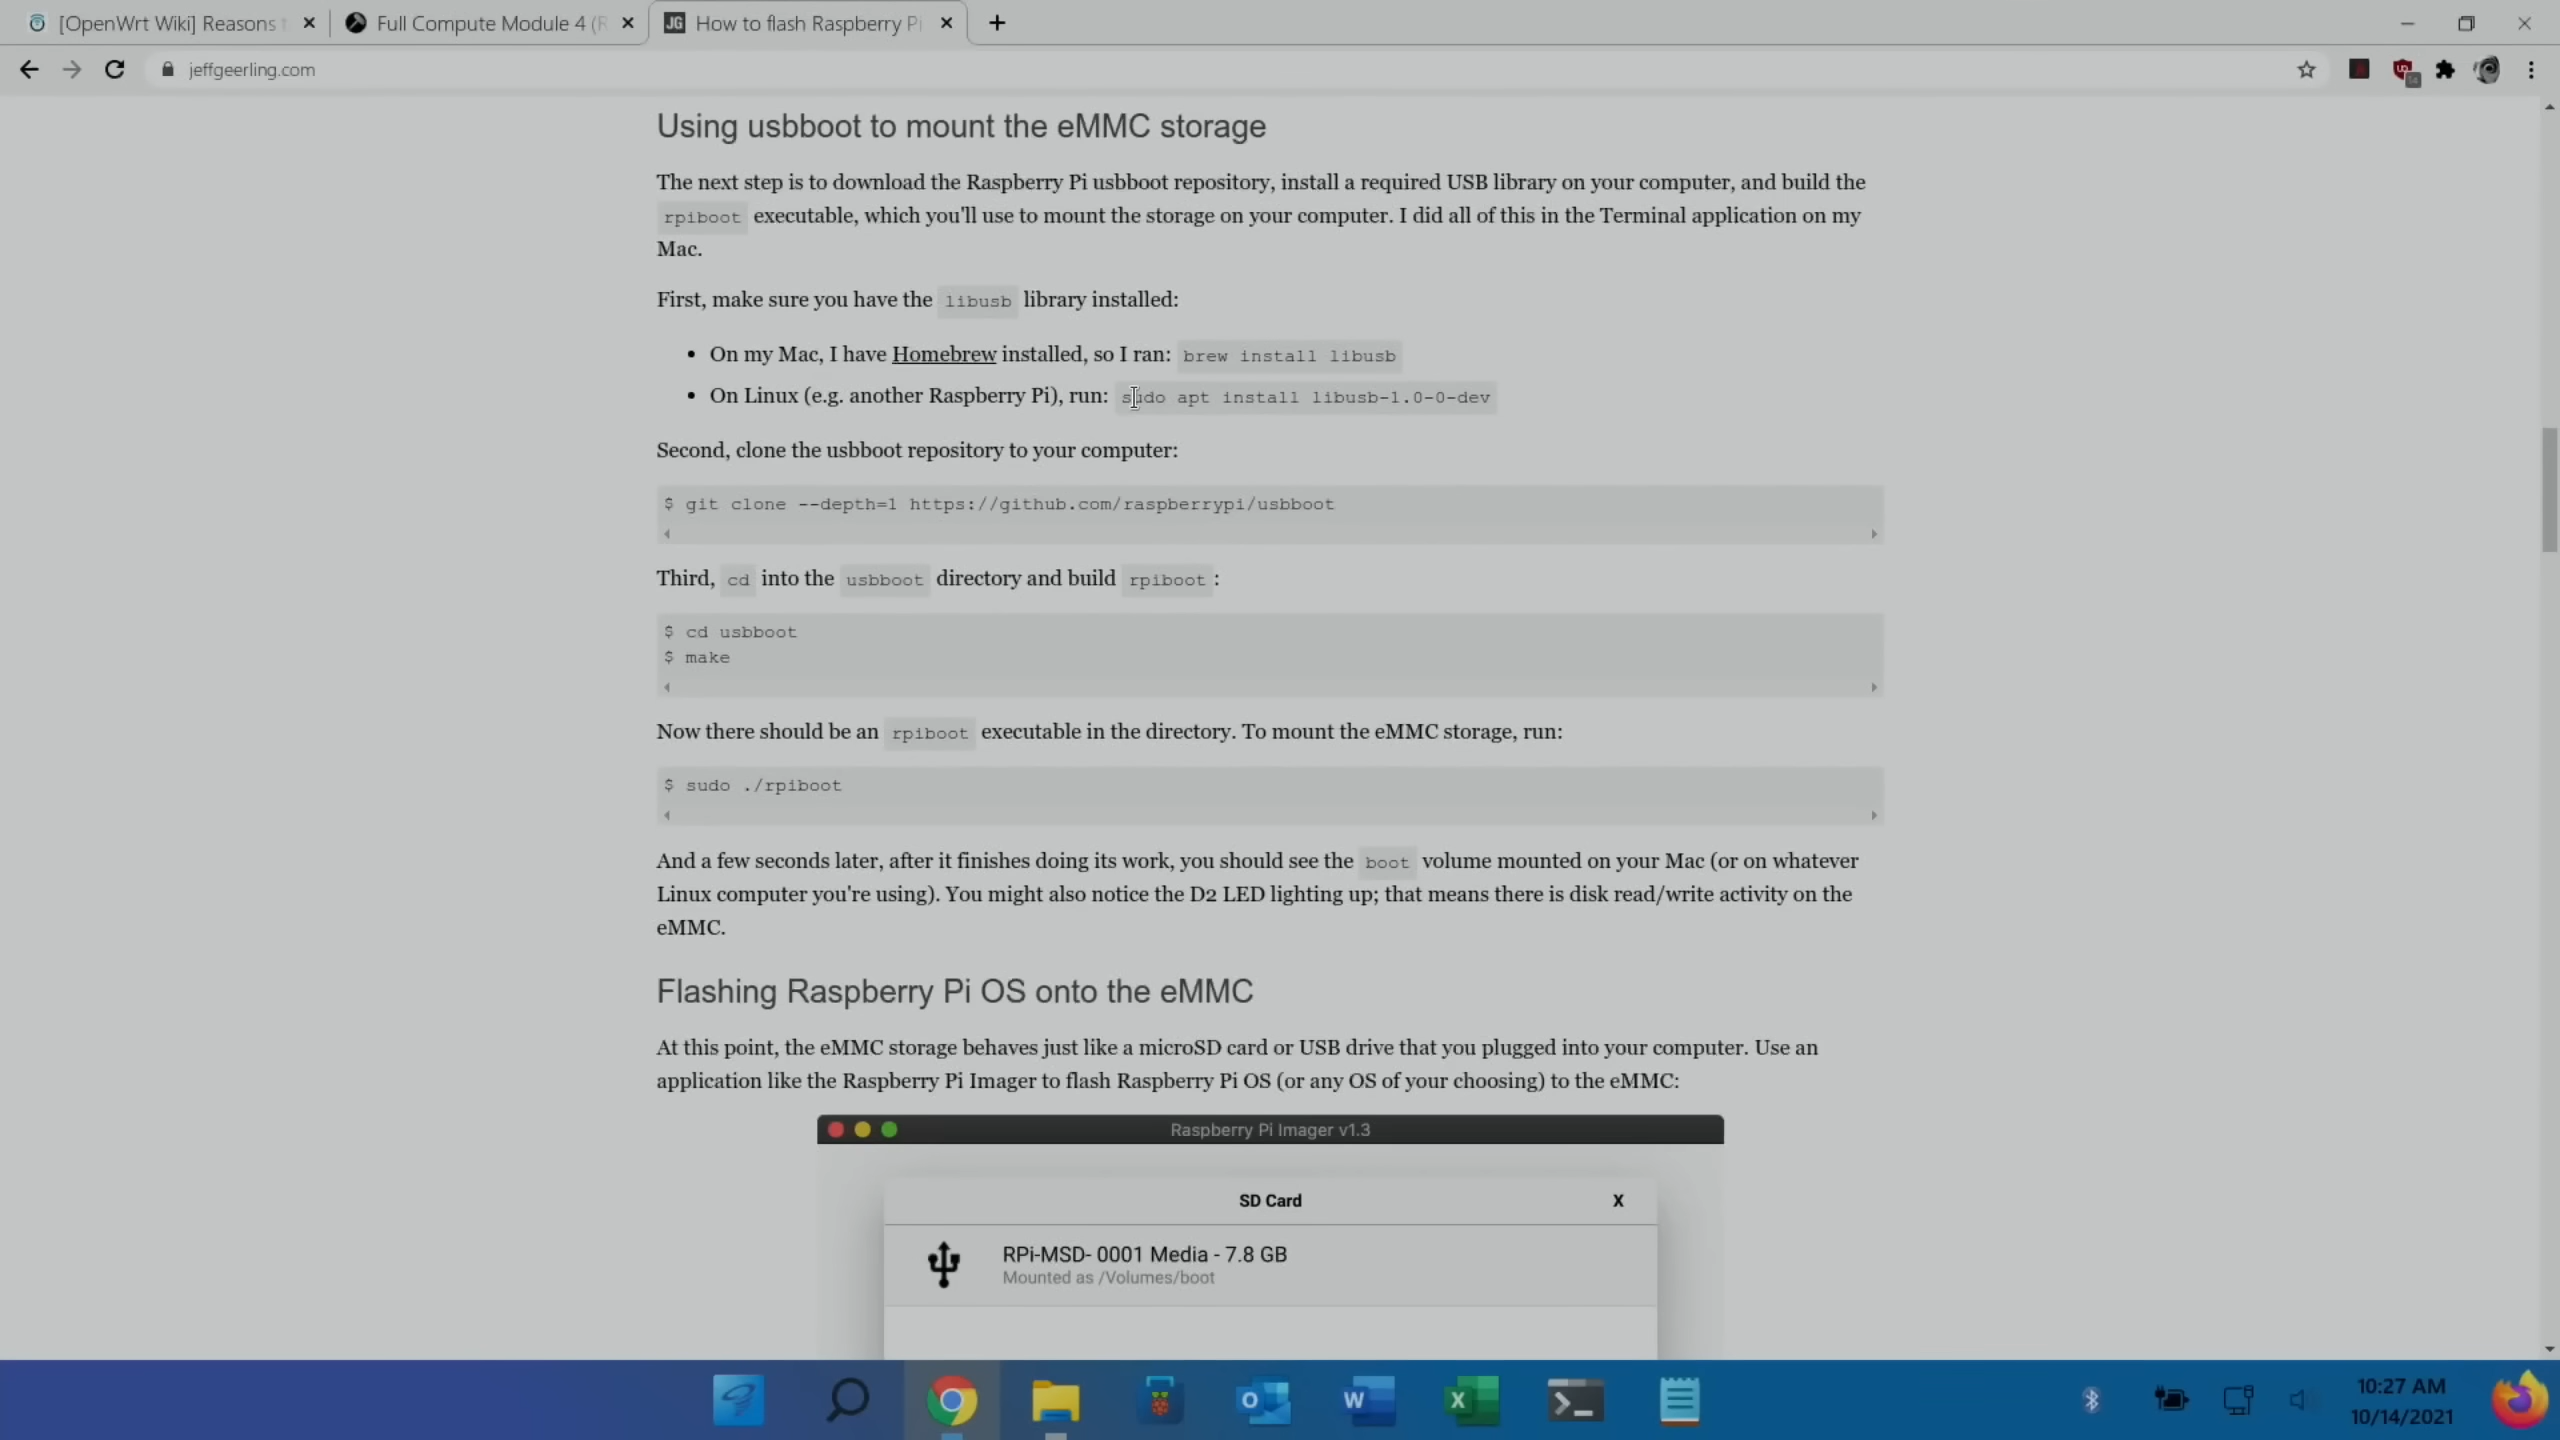 [OpenWrt Wiki] Reasons
Full Compute Module 4 (R
How to flash Raspberry Pi
jeffgeerling.com
14
Using usbboot to mount the eMMC storage
The next step is to download the Raspberry Pi usbboot repository, install a required USB library on your computer, and build the
rpiboot executable, which you'll use to mount the storage on your computer. I did all of this in the Terminal application on my
Mac.
First, make sure you have the libusb library installed:
• On my Mac, I have Homebrew installed, so I ran: brew install libusb
• On Linux (e.g. another Raspberry Pi), run: sudo apt install libusb-1.0-0-dev
Second, clone the usbboot repository to your computer:
$ git clone --depth=1 https://github.com/raspberrypi/usbboot
Third, cd into the usbboot directory and build rpiboot :
$ cd usbboot
$ make
Now there should be an rpiboot executable in the directory. To mount the eMMC storage, run:
$ sudo ./rpiboot
And a few seconds later, after it finishes doing its work, you should see the boot volume mounted on your Mac (or on whatever
Linux computer you're using). You might also notice the D2 LED lighting up; that means there is disk read/write activity on the
eMMC.
Flashing Raspberry Pi OS onto the eMMC
At this point, the eMMC storage behaves just like a microSD card or USB drive that you plugged into your computer. Use an
application like the Raspberry Pi Imager to flash Raspberry Pi OS (or any OS of your choosing) to the eMMC:
Raspberry Pi Imager v1.3
SD Card X
RPi-MSD- 0001 Media - 7.8 GB
Mounted as /Volumes/boot
10:27 AM
10/14/2021